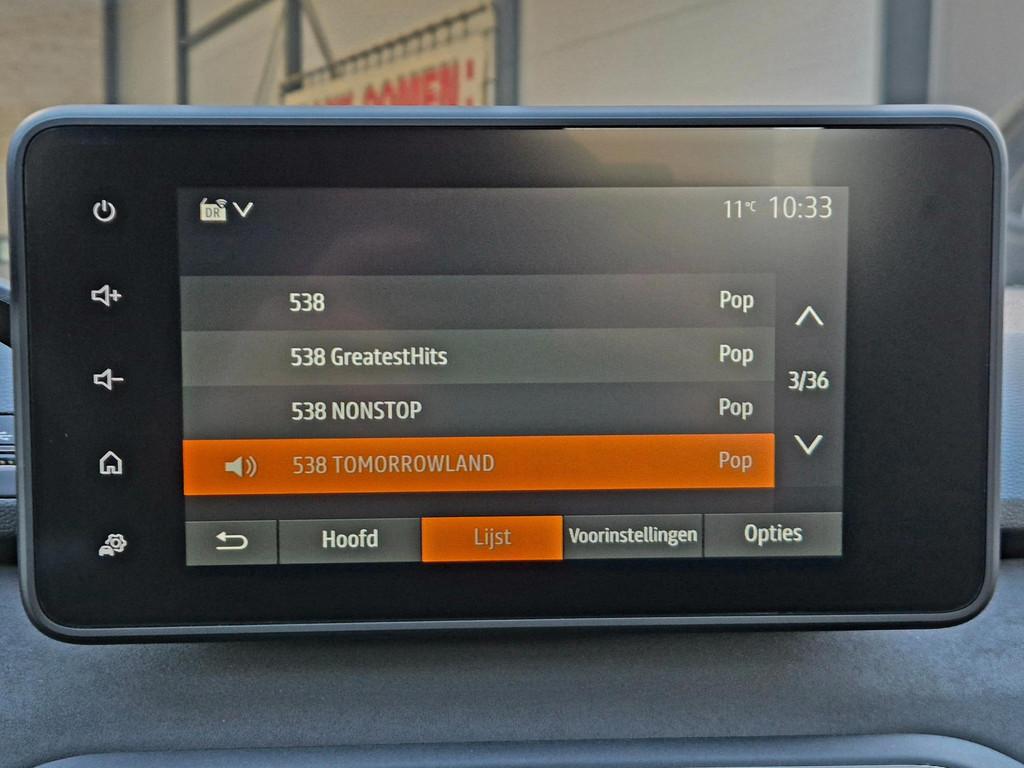 OMEN!
DR
11°C 10:33
538 Pop
538 GreatestHits Pop
3/36
538 NONSTOP Pop
538 TOMORROWLAND Pop
Hoofd Lijst Voorinstellingen Opties